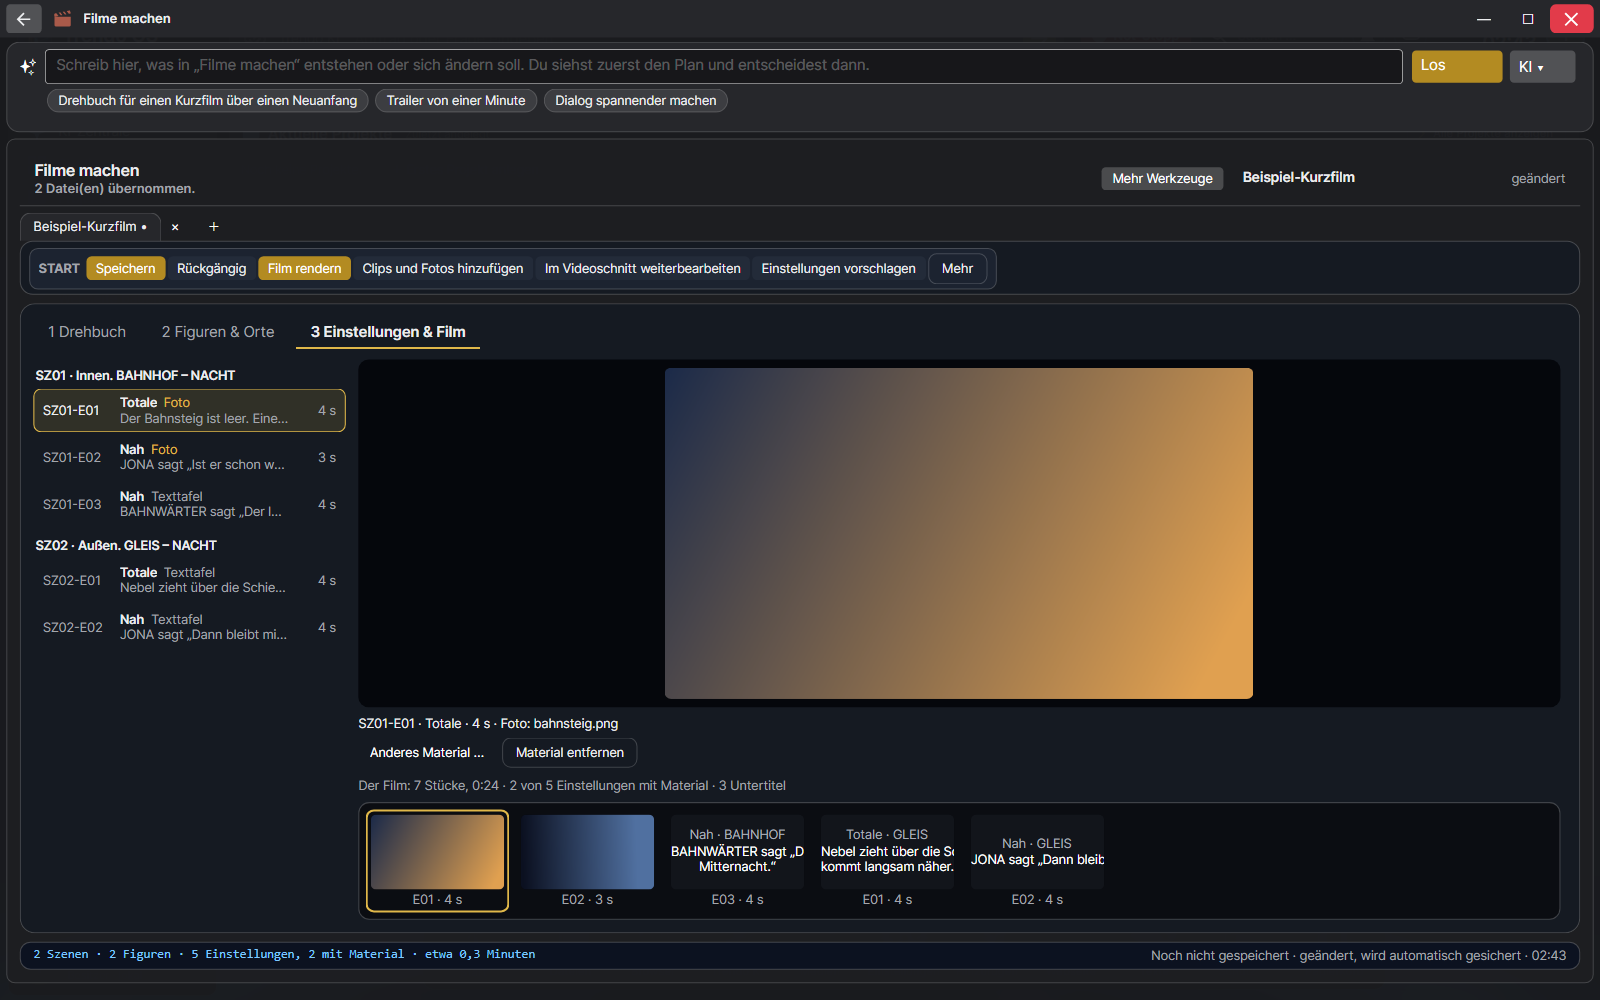 Filme machen
Schreib hier, was in „Filme machen“ entstehen oder sich ändern soll. Du siehst zuerst den Plan und entscheidest dann.
Los
KI ▾
Drehbuch für einen Kurzfilm über einen Neuanfang
Trailer von einer Minute
Dialog spannender machen
Filme machen
2 Datei(en) übernommen.
Mehr Werkzeuge
Beispiel-Kurzfilm
geändert
Beispiel-Kurzfilm •
×
+
START
Speichern
Rückgängig
Film rendern
Clips und Fotos hinzufügen
Im Videoschnitt weiterbearbeiten
Einstellungen vorschlagen
Mehr
1 Drehbuch
2 Figuren & Orte
3 Einstellungen & Film
SZ01 · Innen. BAHNHOF – NACHT
SZ01-E01
Totale Foto
Der Bahnsteig ist leer. Eine...
4 s
SZ01-E02
Nah Foto
JONA sagt „Ist er schon w...
3 s
SZ01-E03
Nah Texttafel
BAHNWÄRTER sagt „Der l...
4 s
SZ02 · Außen. GLEIS – NACHT
SZ02-E01
Totale Texttafel
Nebel zieht über die Schie...
4 s
SZ02-E02
Nah Texttafel
JONA sagt „Dann bleibt mi...
4 s
SZ01-E01 · Totale · 4 s · Foto: bahnsteig.png
Anderes Material ...
Material entfernen
Der Film: 7 Stücke, 0:24 · 2 von 5 Einstellungen mit Material · 3 Untertitel
E01 · 4 s
E02 · 3 s
Nah · BAHNHOF
BAHNWÄRTER sagt „D
Mitternacht.“
E03 · 4 s
Totale · GLEIS
Nebel zieht über die Sc
kommt langsam näher.
E01 · 4 s
Nah · GLEIS
JONA sagt „Dann bleib
E02 · 4 s
2 Szenen · 2 Figuren · 5 Einstellungen, 2 mit Material · etwa 0,3 Minuten
Noch nicht gespeichert · geändert, wird automatisch gesichert · 02:43